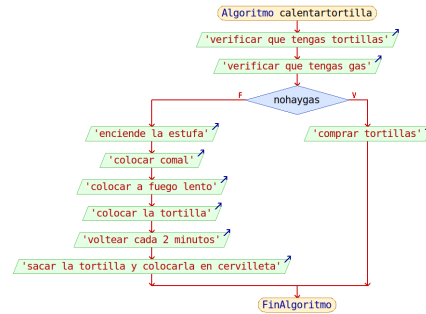 Algoritmo calentartortilla
'verificar que tengas tortillas'
'verificar que tengas gas'
nohaygas
F
V
'enciende la estufa'
'comprar tortillas'
'colocar comal'
'colocar a fuego lento'
'colocar la tortilla'
'voltear cada 2 minutos'
'sacar la tortilla y colocarla en cervilleta'
FinAlgoritmo